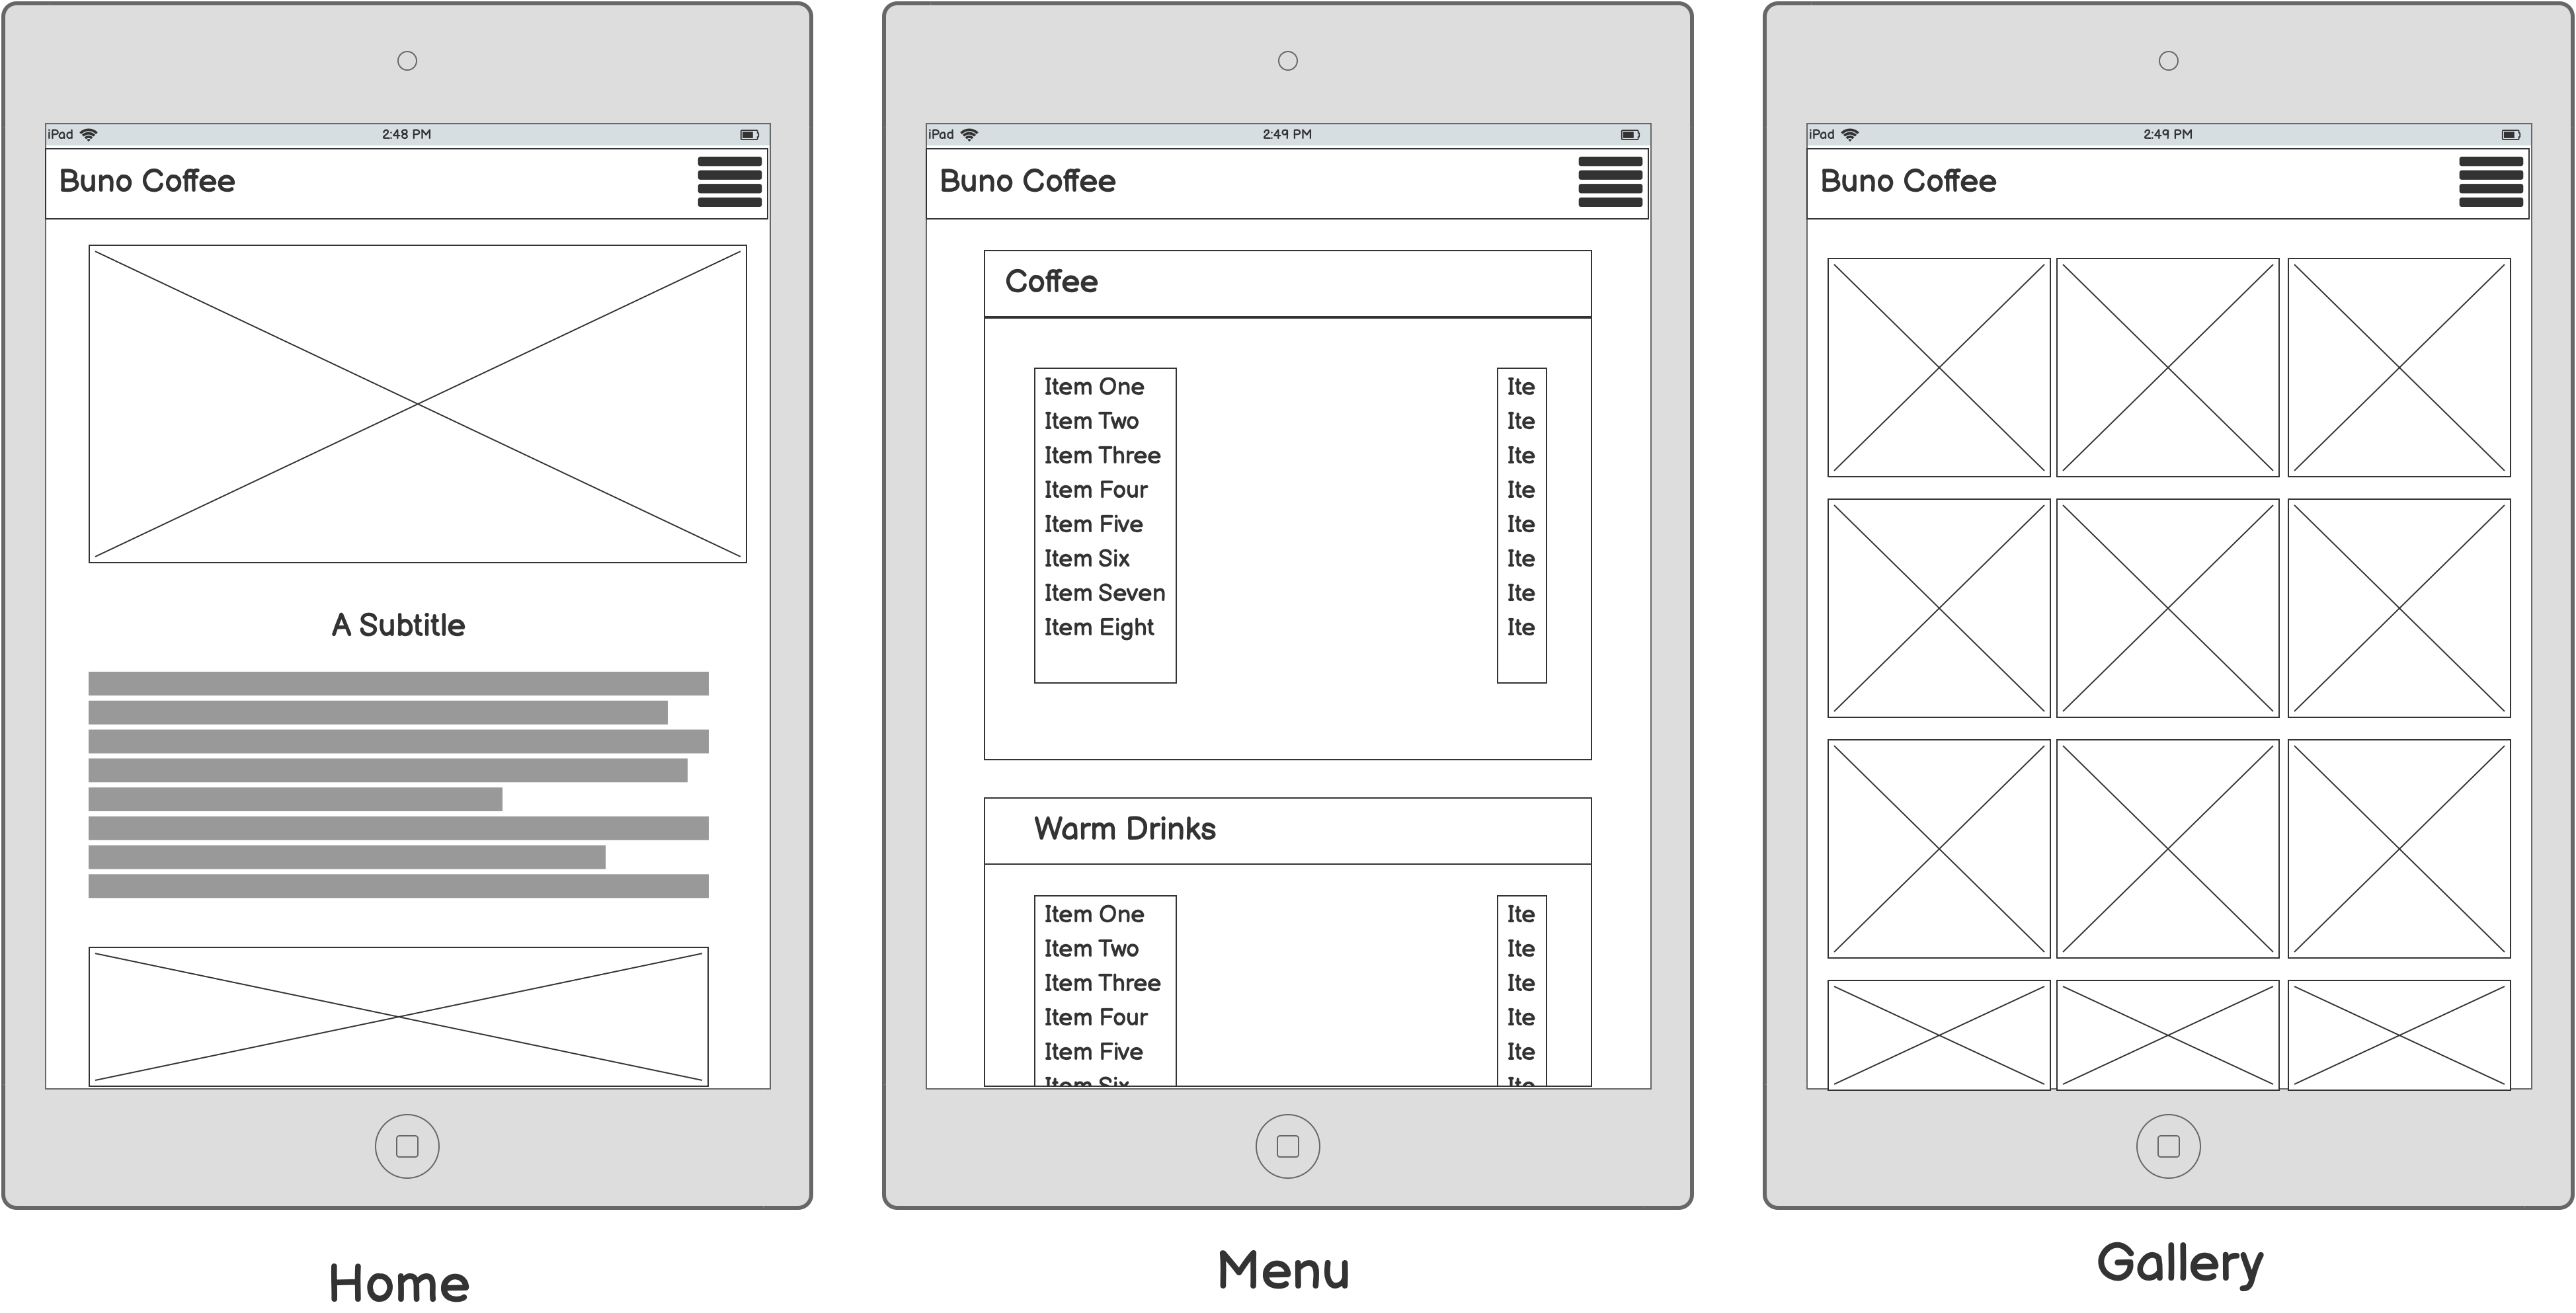 iPad 2:48 PM
Buno Coffee
A Subtitle
Home
iPad 2:49 PM
Buno Coffee
Coffee
Item One Ite
Item Two Ite
Item Three Ite
Item Four Ite
Item Five Ite
Item Six Ite
Item Seven Ite
Item Eight Ite
Warm Drinks
Item One Ite
Item Two Ite
Item Three Ite
Item Four Ite
Item Five Ite
Item Six Ite
Menu
iPad 2:49 PM
Buno Coffee
Gallery